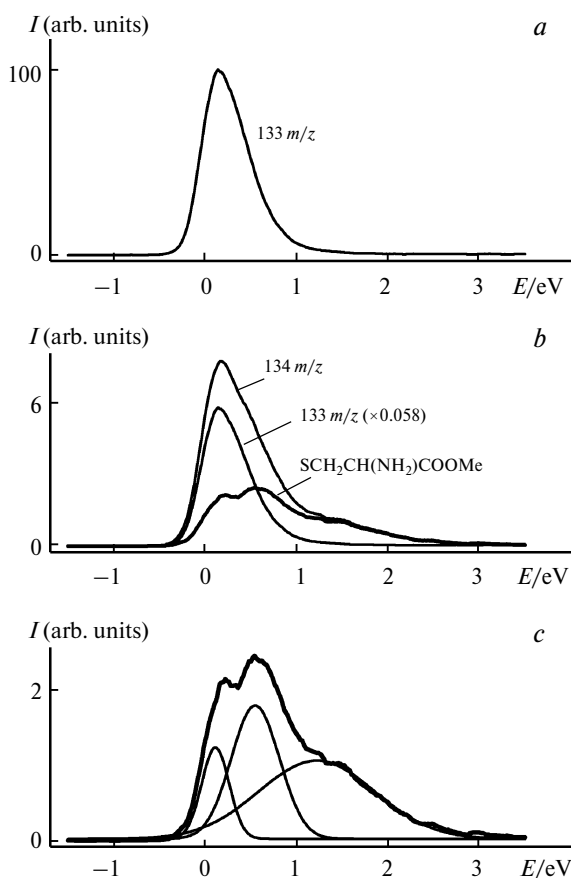 I (arb. units) a
100
133 m/z
0
−1 0 1 2 3 E/eV
I (arb. units) b
134 m/z
6
133 m/z (×0.058)
SCH₂CH(NH₂)COOMe
0
−1 0 1 2 3 E/eV
I (arb. units) c
2
0
−1 0 1 2 3 E/eV